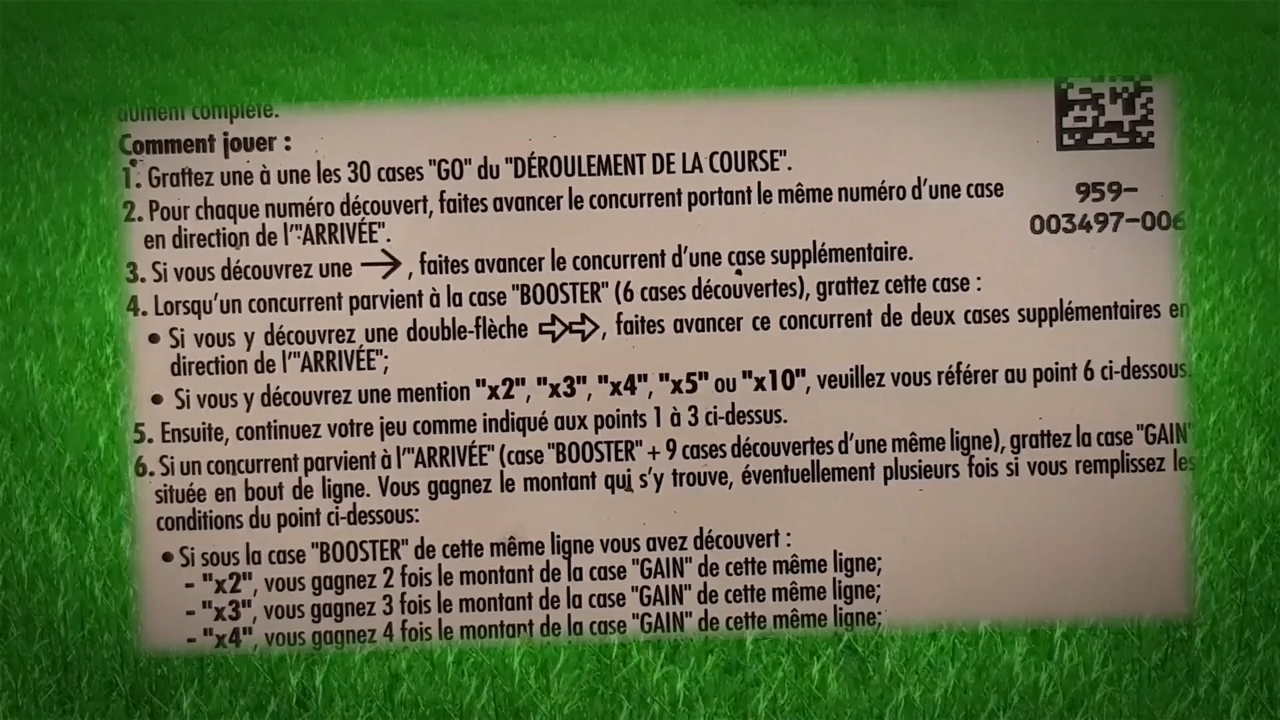 complète.
Comment jouer :
1. Grattez une à une les 30 cases "GO" du "DÉROULEMENT DE LA COURSE".
2. Pour chaque numéro découvert, faites avancer le concurrent portant le même numéro d'une case
en direction de l'"ARRIVÉE".
3. Si vous découvrez une →, faites avancer le concurrent d'une case supplémentaire.
4. Lorsqu'un concurrent parvient à la case "BOOSTER" (6 cases découvertes), grattez cette case :
• Si vous y découvrez une double-flèche ⇨⇨, faites avancer ce concurrent de deux cases supplémentaires en
direction de l'"ARRIVÉE";
• Si vous y découvrez une mention "x2", "x3", "x4", "x5" ou "x10", veuillez vous référer au point 6 ci-dessous.
5. Ensuite, continuez votre jeu comme indiqué aux points 1 à 3 ci-dessus.
6. Si un concurrent parvient à l'"ARRIVÉE" (case "BOOSTER" + 9 cases découvertes d'une même ligne), grattez la case "GAIN"
située en bout de ligne. Vous gagnez le montant qui s'y trouve, éventuellement plusieurs fois si vous remplissez les
conditions du point ci-dessous:
• Si sous la case "BOOSTER" de cette même ligne vous avez découvert :
- "x2", vous gagnez 2 fois le montant de la case "GAIN" de cette même ligne;
- "x3", vous gagnez 3 fois le montant de la case "GAIN" de cette même ligne;
- "x4", vous gagnez 4 fois le montant de la case "GAIN" de cette même ligne;
959-
003497-006